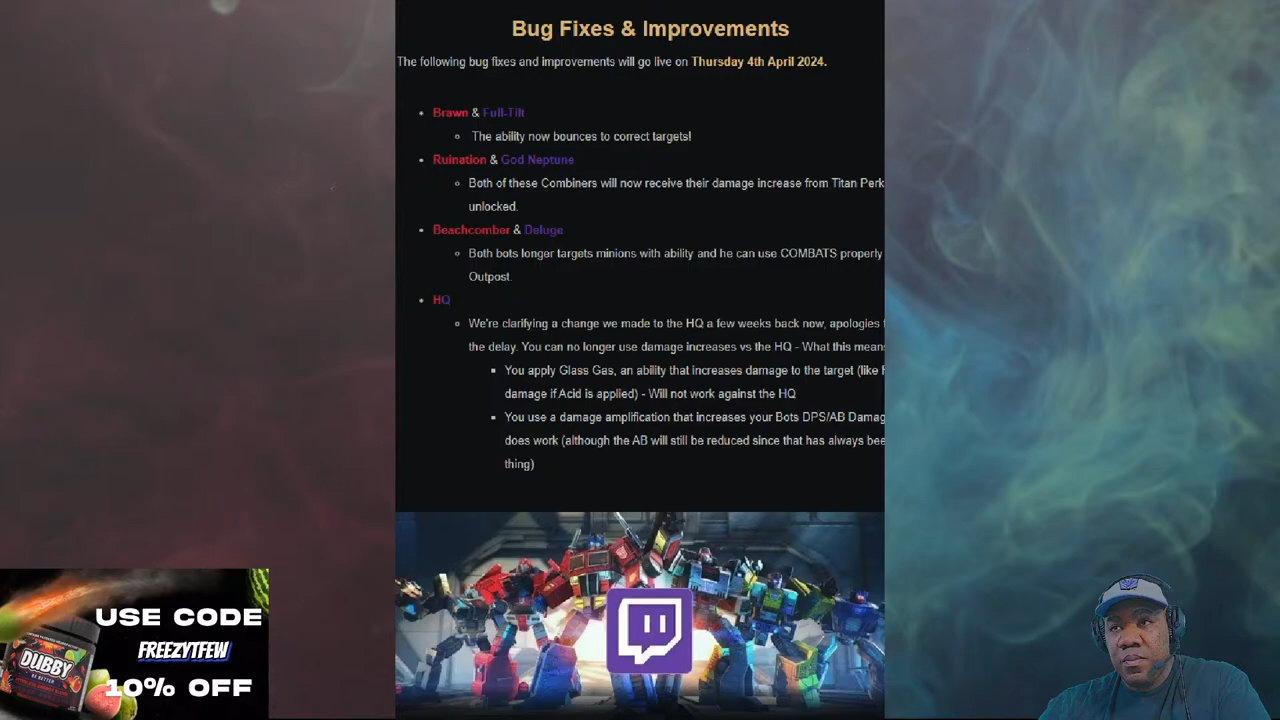 Bug Fixes & Improvements
The following bug fixes and improvements will go live on Thursday 4th April 2024.
Brawn & Full-Tilt
The ability now bounces to correct targets!
Ruination & God Neptune
Both of these Combiners will now receive their damage increase from Titan Perk
unlocked.
Beachcomber & Deluge
Both bots longer targets minions with ability and he can use COMBATS properly
Outpost.
HQ
We're clarifying a change we made to the HQ a few weeks back now, apologies
the delay. You can no longer use damage increases vs the HQ - What this means
You apply Glass Gas, an ability that increases damage to the target (like
damage if Acid is applied) - Will not work against the HQ
You use a damage amplification that increases your Bots DPS/AB Damag
does work (although the AB will still be reduced since that has always bee
thing)
USE CODE
FREEZYTFEW
DUBBY
BE BETTER
10% OFF